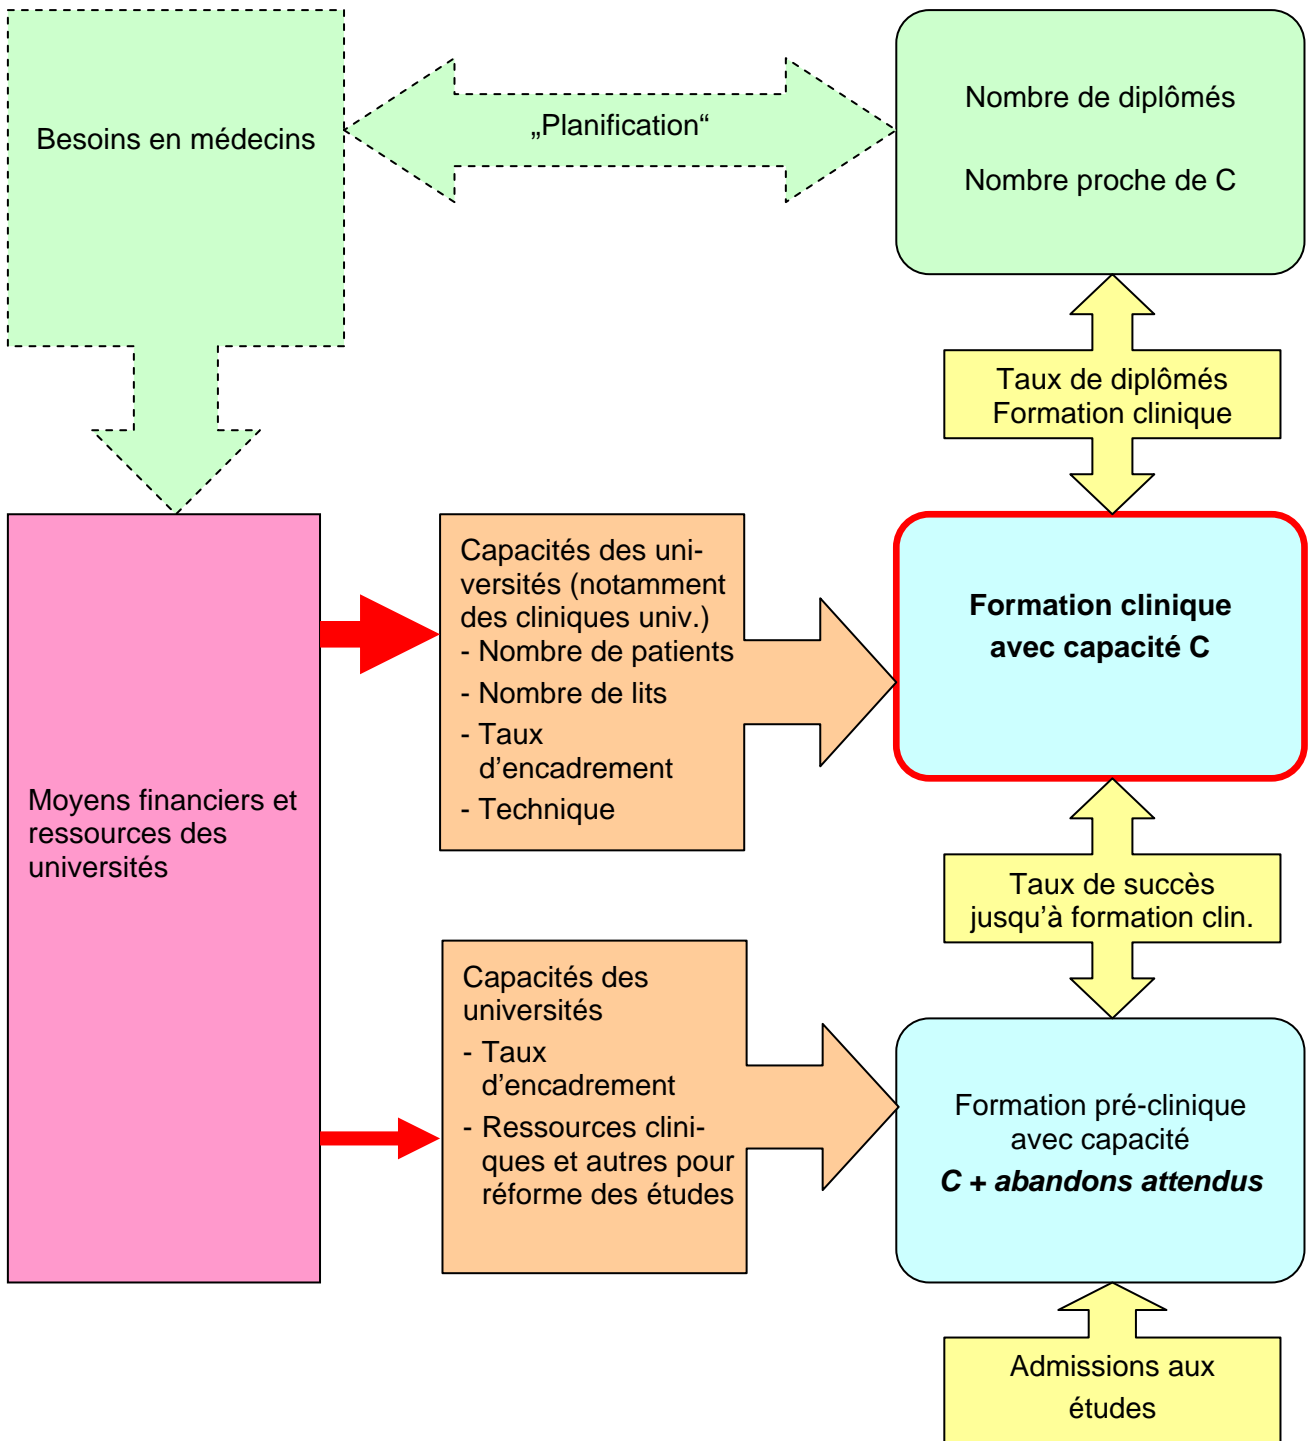 Besoins en médecins
„Planification“
Nombre de diplômés
Nombre proche de C
Taux de diplômés
Formation clinique
Moyens financiers et
ressources des
universités
Capacités des uni-
versités (notamment
des cliniques univ.)
- Nombre de patients
- Nombre de lits
- Taux
d’encadrement
- Technique
Formation clinique
avec capacité C
Taux de succès
jusqu’à formation clin.
Capacités des
universités
- Taux
d’encadrement
- Ressources clini-
ques et autres pour
réforme des études
Formation pré-clinique
avec capacité
C + abandons attendus
Admissions aux
études